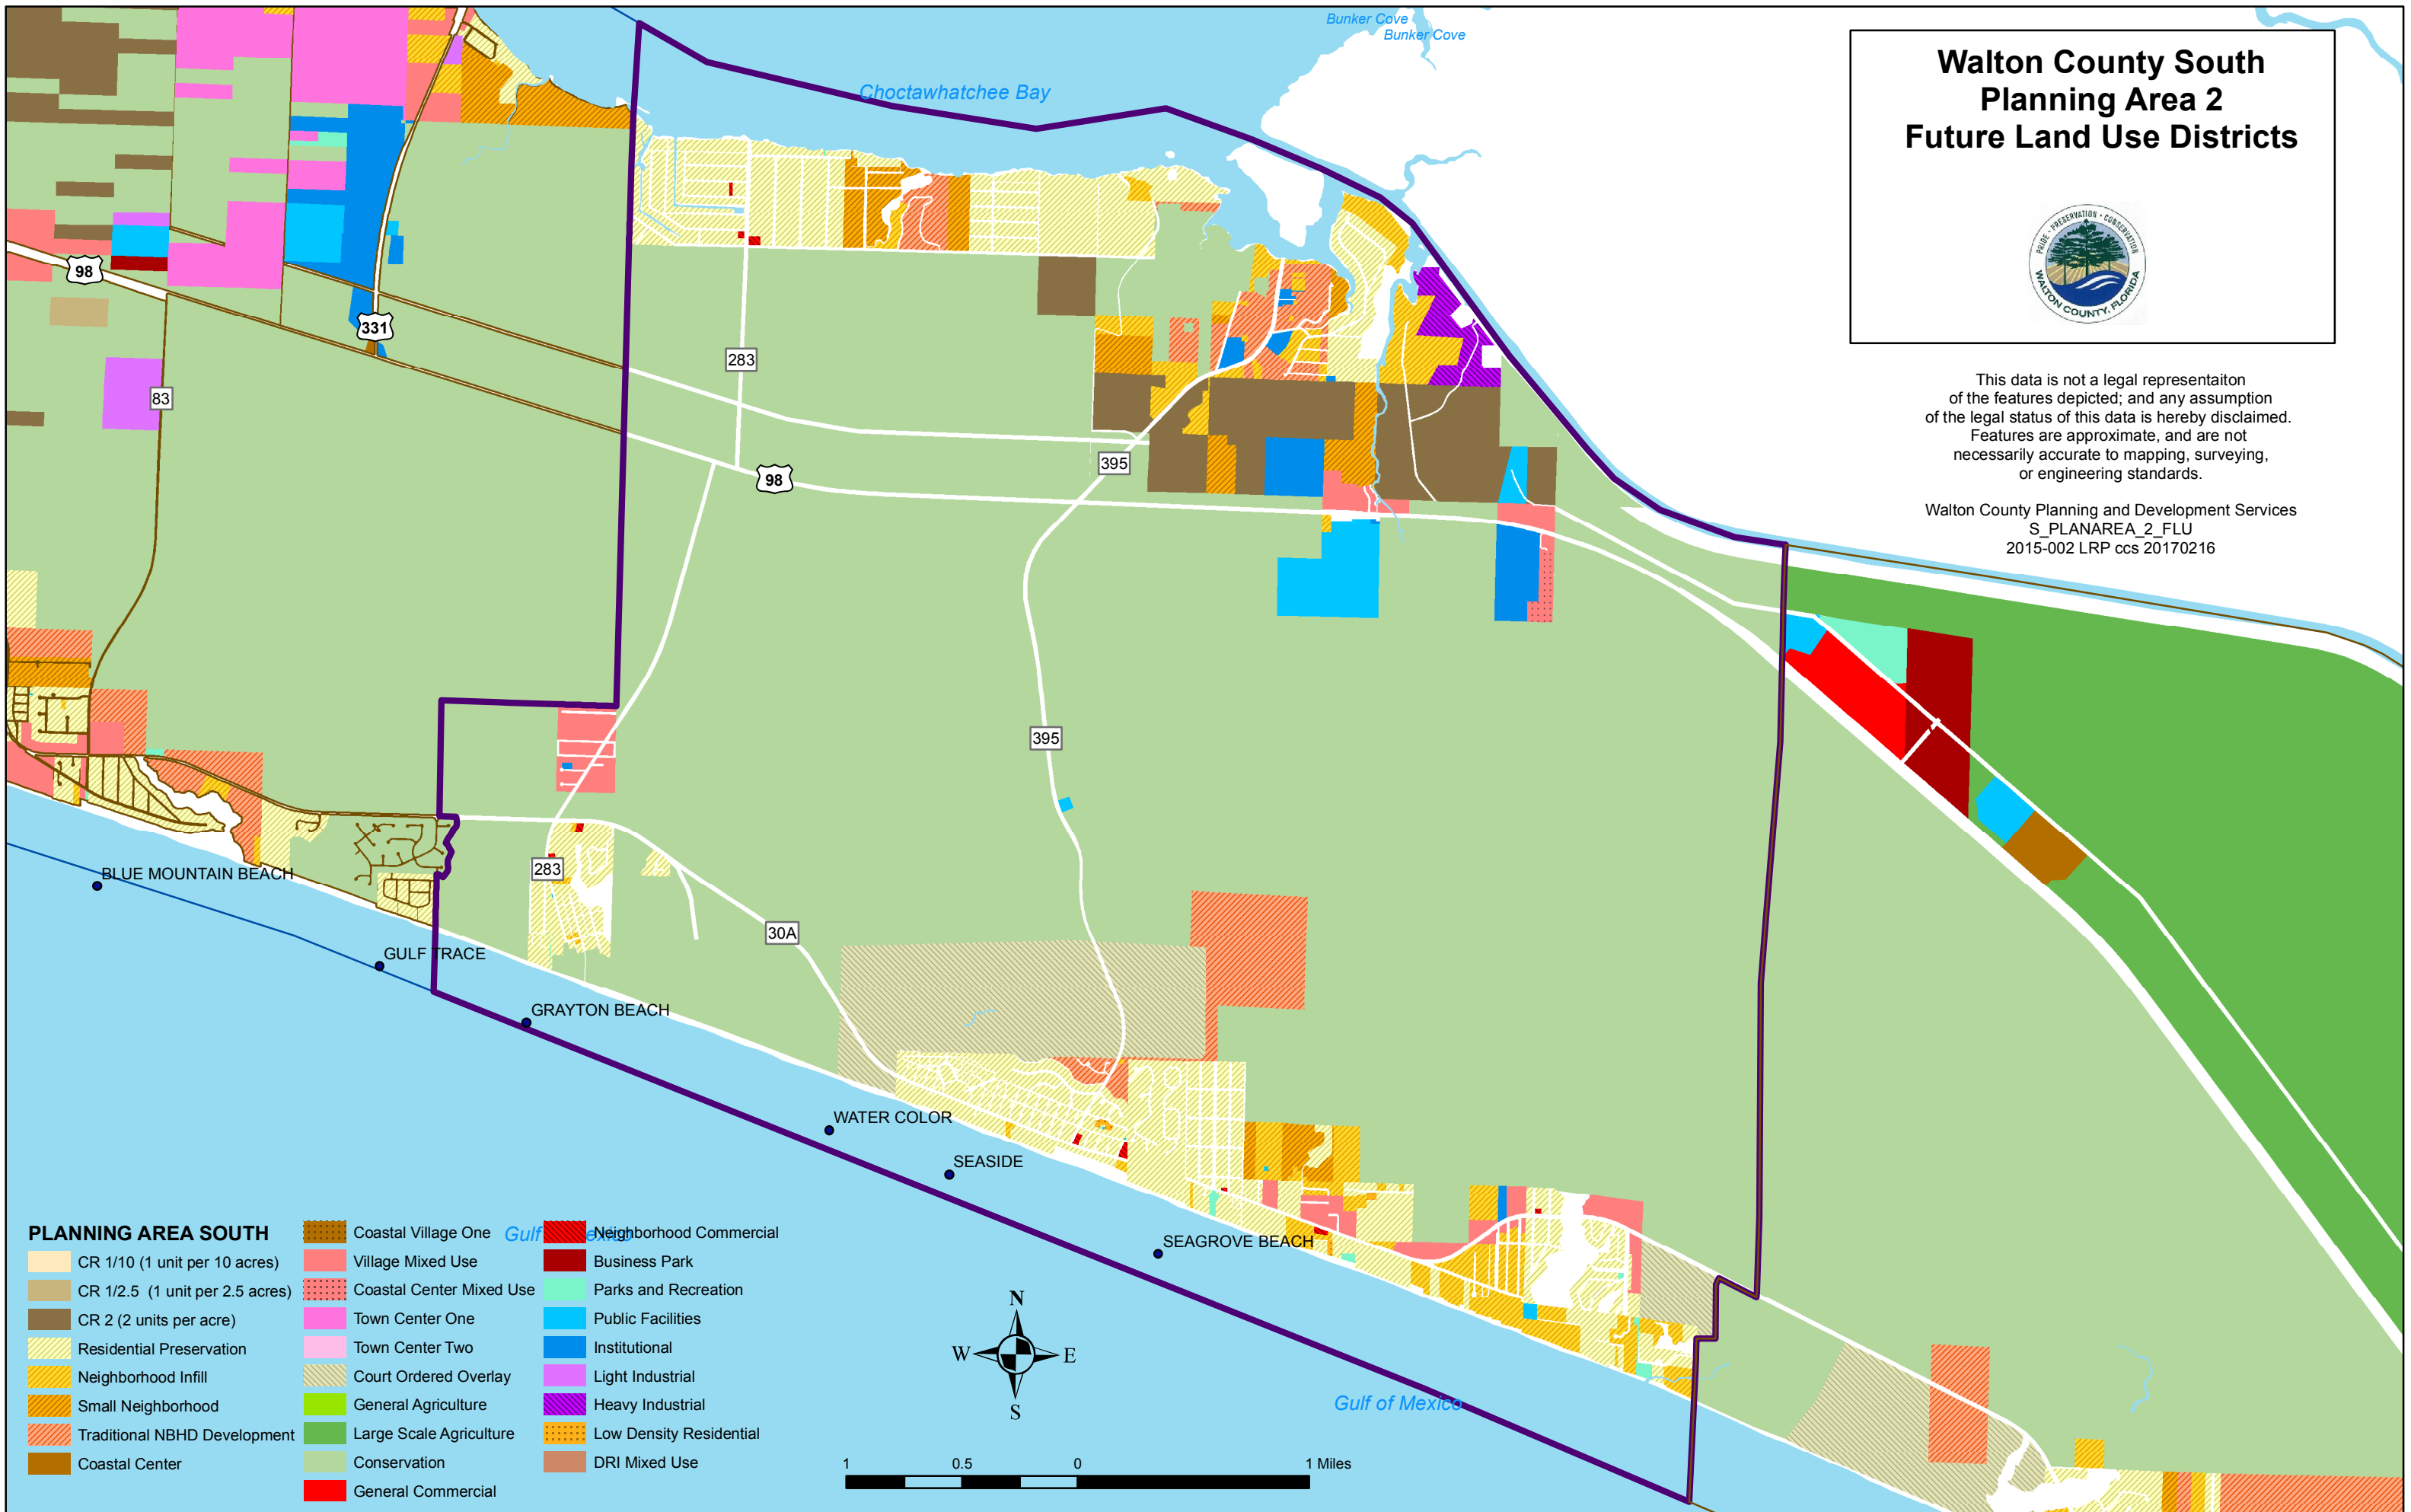 Bunker Cove
Bunker Cove
Choctawhatchee Bay
Walton County South
Planning Area 2
Future Land Use Districts
PRIDE • PRESERVATION • CONSERVATION
WALTON COUNTY, FLORIDA
This data is not a legal representaiton
of the features depicted; and any assumption
of the legal status of this data is hereby disclaimed.
Features are approximate, and are not
necessarily accurate to mapping, surveying,
or engineering standards.
Walton County Planning and Development Services
S_PLANAREA_2_FLU
2015-002 LRP ccs 20170216
98
331
283
83
395
98
395
283
30A
BLUE MOUNTAIN BEACH
GULF TRACE
GRAYTON BEACH
WATER COLOR
SEASIDE
SEAGROVE BEACH
Gulf of Mexico
PLANNING AREA SOUTH
CR 1/10 (1 unit per 10 acres)
CR 1/2.5 (1 unit per 2.5 acres)
CR 2 (2 units per acre)
Residential Preservation
Neighborhood Infill
Small Neighborhood
Traditional NBHD Development
Coastal Center
Coastal Village One
Village Mixed Use
Coastal Center Mixed Use
Town Center One
Town Center Two
Court Ordered Overlay
General Agriculture
Large Scale Agriculture
Conservation
General Commercial
Gulf
Neighborhood Commercial
Business Park
Parks and Recreation
Public Facilities
Institutional
Light Industrial
Heavy Industrial
Low Density Residential
DRI Mixed Use
N
W E
S
1 0.5 0 1 Miles